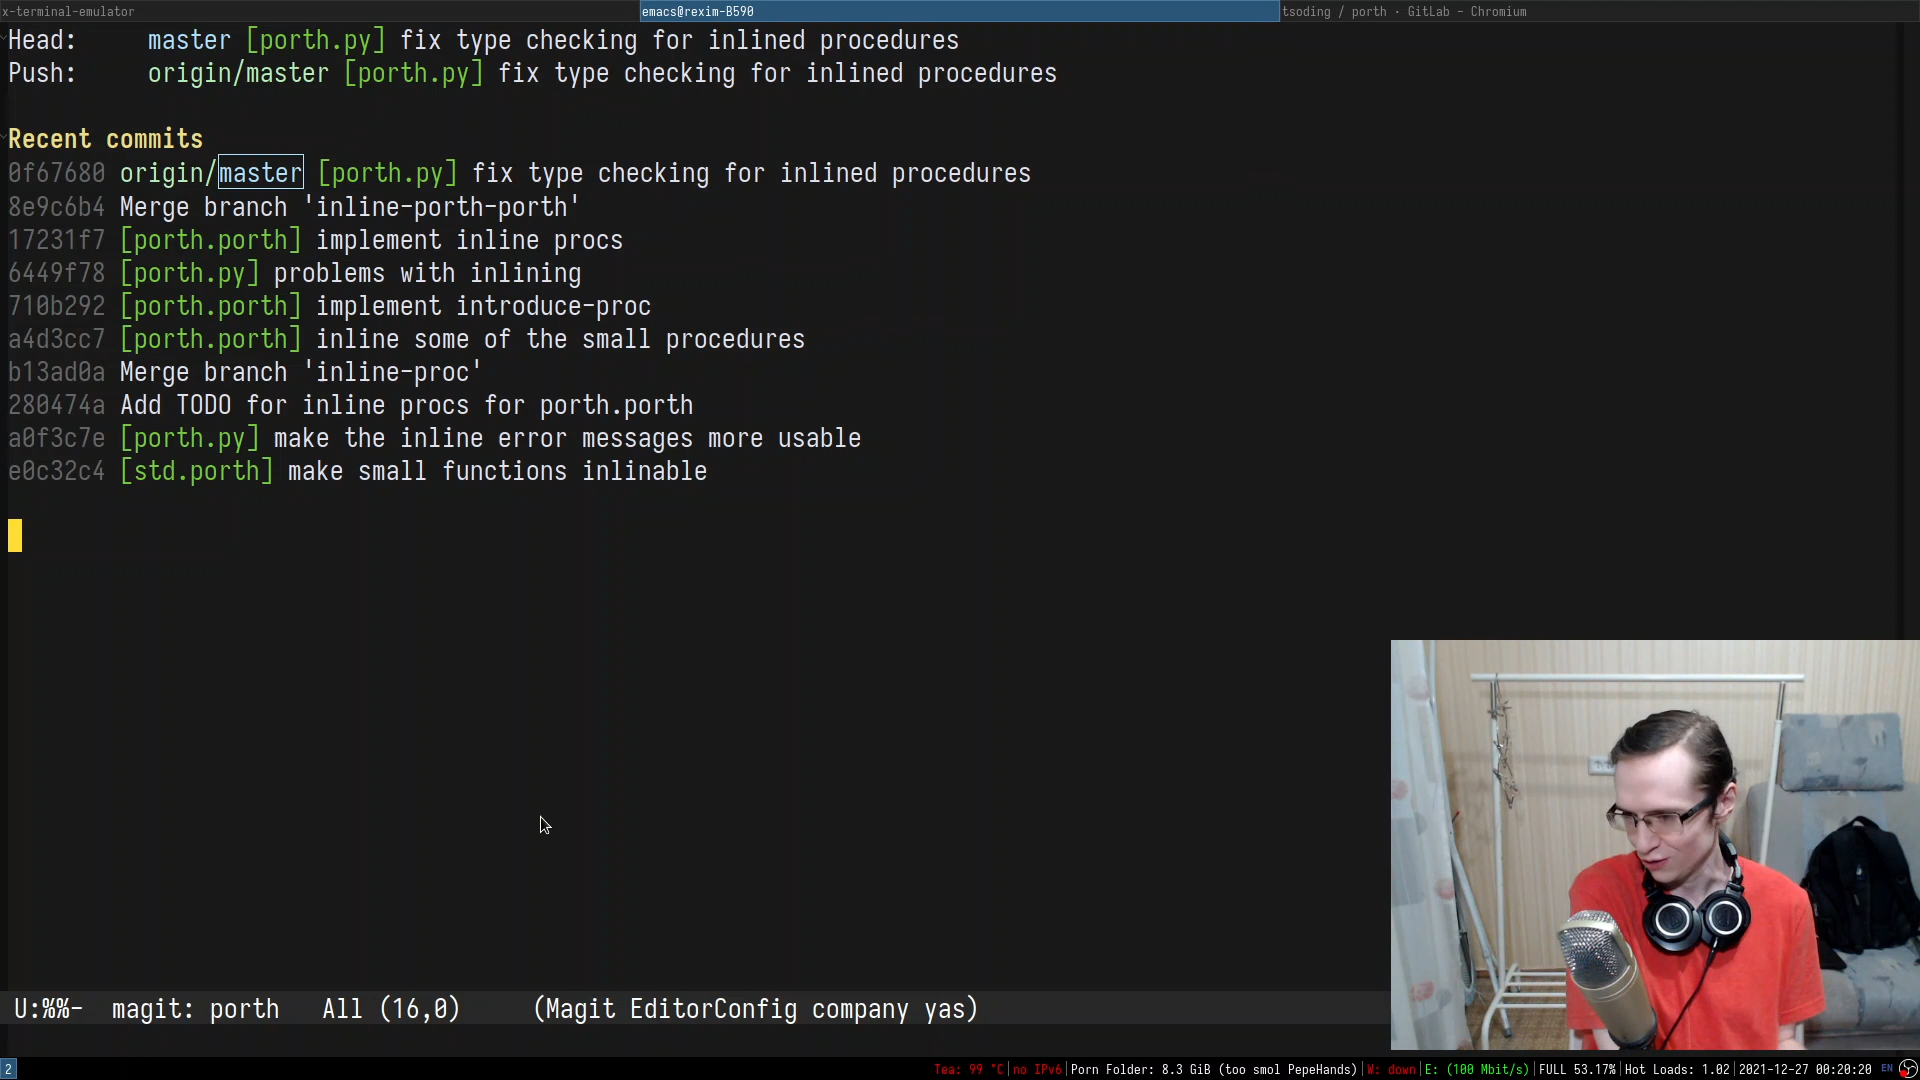 x-terminal-emulator
emacs@rexim-B590
tsoding / porth · GitLab - Chromium
Head:     master [porth.py] fix type checking for inlined procedures
Push:     origin/master [porth.py] fix type checking for inlined procedures
Recent commits
0f67680 origin/master [porth.py] fix type checking for inlined procedures
8e9c6b4 Merge branch 'inline-porth-porth'
17231f7 [porth.porth] implement inline procs
6449f78 [porth.py] problems with inlining
710b292 [porth.porth] implement introduce-proc
a4d3cc7 [porth.porth] inline some of the small procedures
b13ad0a Merge branch 'inline-proc'
280474a Add TODO for inline procs for porth.porth
a0f3c7e [porth.py] make the inline error messages more usable
e0c32c4 [std.porth] make small functions inlinable
U:%%-  magit: porth   All (16,0)     (Magit EditorConfig company yas)
2
Tea: 99 °C|no IPv6|Porn Folder: 8.3 GiB (too smol PepeHands)|W: down|E: (100 Mbit/s)|FULL 53.17%|Hot Loads: 1.02|2021-12-27 00:20:20 EN